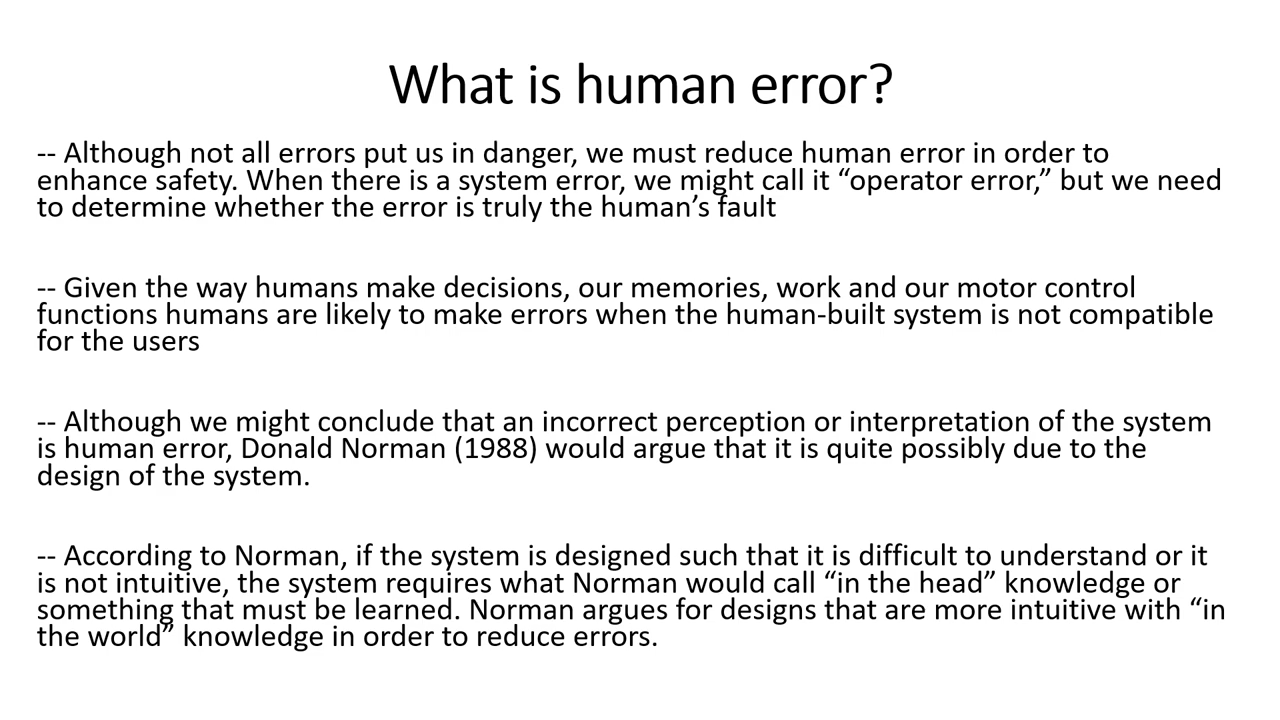 What is human error?
-- Although not all errors put us in danger, we must reduce human error in order to
enhance safety. When there is a system error, we might call it “operator error,” but we need
to determine whether the error is truly the human’s fault
-- Given the way humans make decisions, our memories, work and our motor control
functions humans are likely to make errors when the human-built system is not compatible
for the users
-- Although we might conclude that an incorrect perception or interpretation of the system
is human error, Donald Norman (1988) would argue that it is quite possibly due to the
design of the system.
-- According to Norman, if the system is designed such that it is difficult to understand or it
is not intuitive, the system requires what Norman would call “in the head” knowledge or
something that must be learned. Norman argues for designs that are more intuitive with “in
the world” knowledge in order to reduce errors.